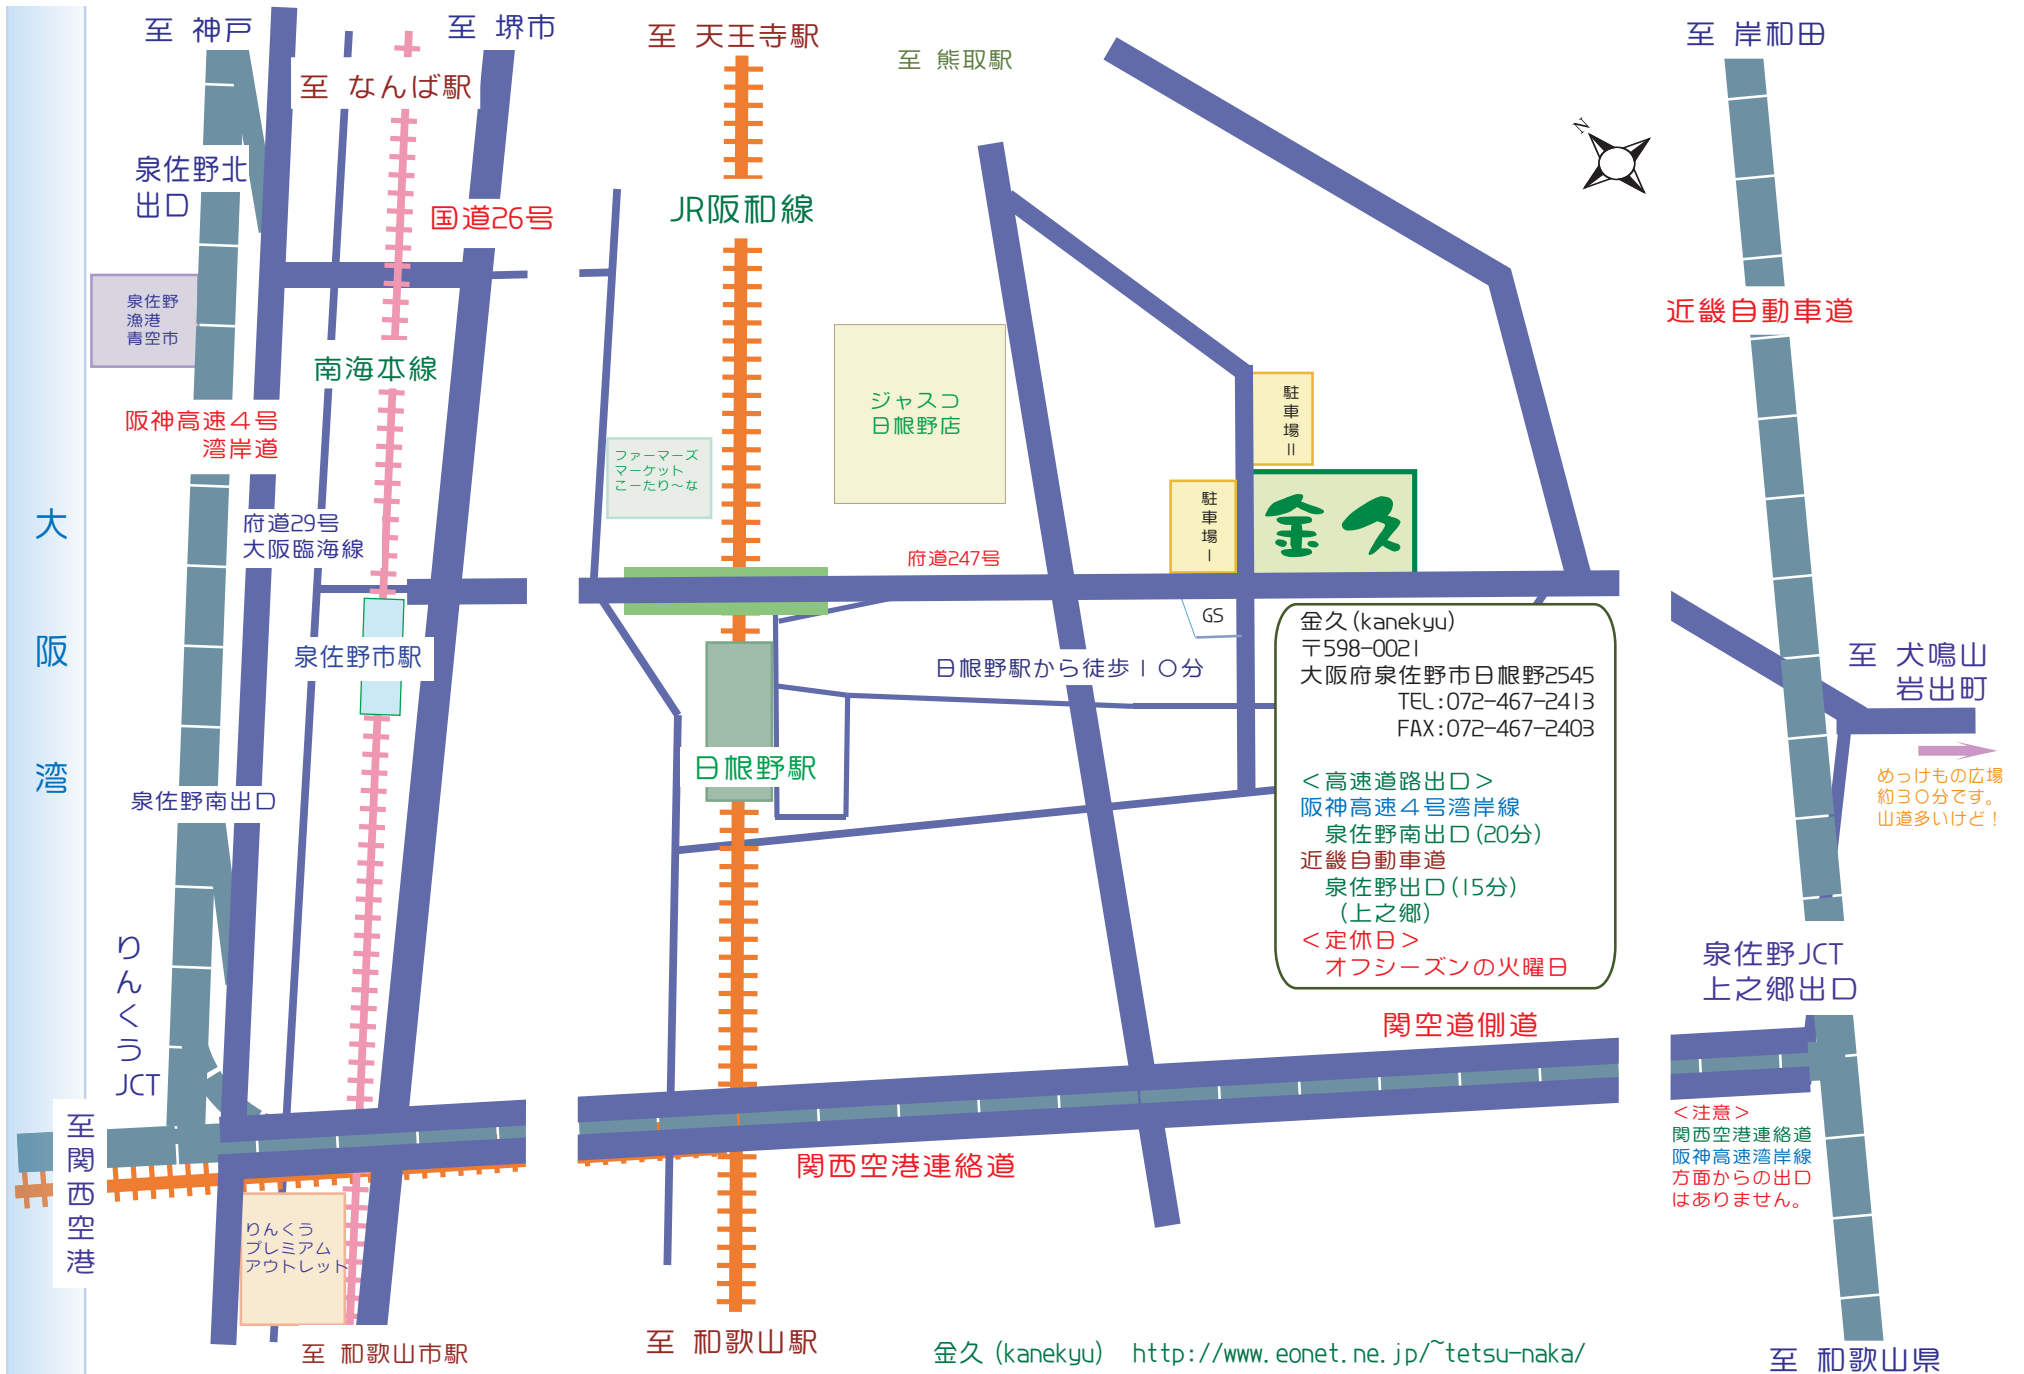 至 神戸
至 堺市
至 天王寺駅
至 熊取駅
至 岸和田
至 なんば駅
N
泉佐野北
出口
国道26号
JR阪和線
泉佐野
漁港
青空市
近畿自動車道
南海本線
阪神高速4号
湾岸道
ジャスコ
日根野店
駐車場Ⅱ
ファーマーズ
マーケット
こーたり～な
駐車場Ⅰ
金久
大阪湾
府道29号
大阪臨海線
府道247号
GS
泉佐野市駅
日根野駅から徒歩10分
金久(kanekyu)
〒598-0021
大阪府泉佐野市日根野2545
TEL:072-467-2413
FAX:072-467-2403
<高速道路出口>
阪神高速4号湾岸線
泉佐野南出口(20分)
近畿自動車道
泉佐野出口(15分)
(上之郷)
<定休日>
オフシーズンの火曜日
至 犬鳴山
岩出町
めっけもの広場
約30分です。
山道多いけど！
日根野駅
泉佐野南出口
りんくうJCT
泉佐野JCT
上之郷出口
関空道側道
至関西空港
関西空港連絡道
<注意>
関西空港連絡道
阪神高速湾岸線
方面からの出口
はありません。
りんくう
プレミアム
アウトレット
至 和歌山市駅
至 和歌山駅
金久(kanekyu) http://www.eonet.ne.jp/~tetsu-naka/
至 和歌山県